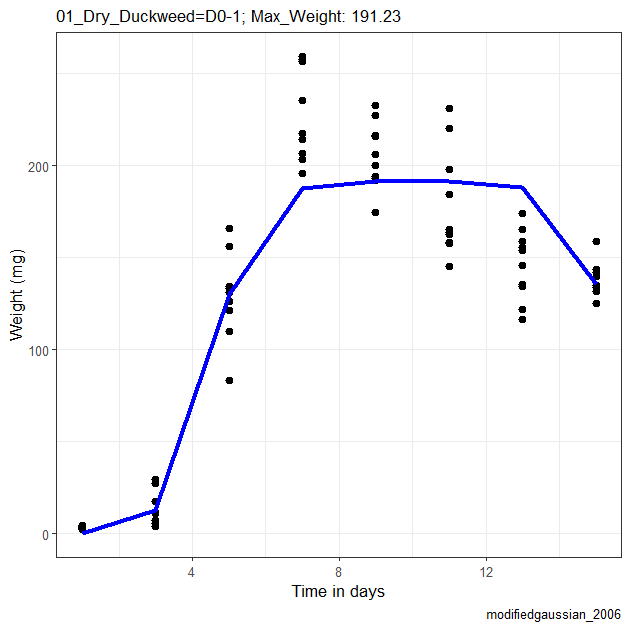 01_Dry_Duckweed=D0-1; Max_Weight: 191.23
Weight (mg)
200
100
0
4
8
12
Time in days
modifiedgaussian_2006